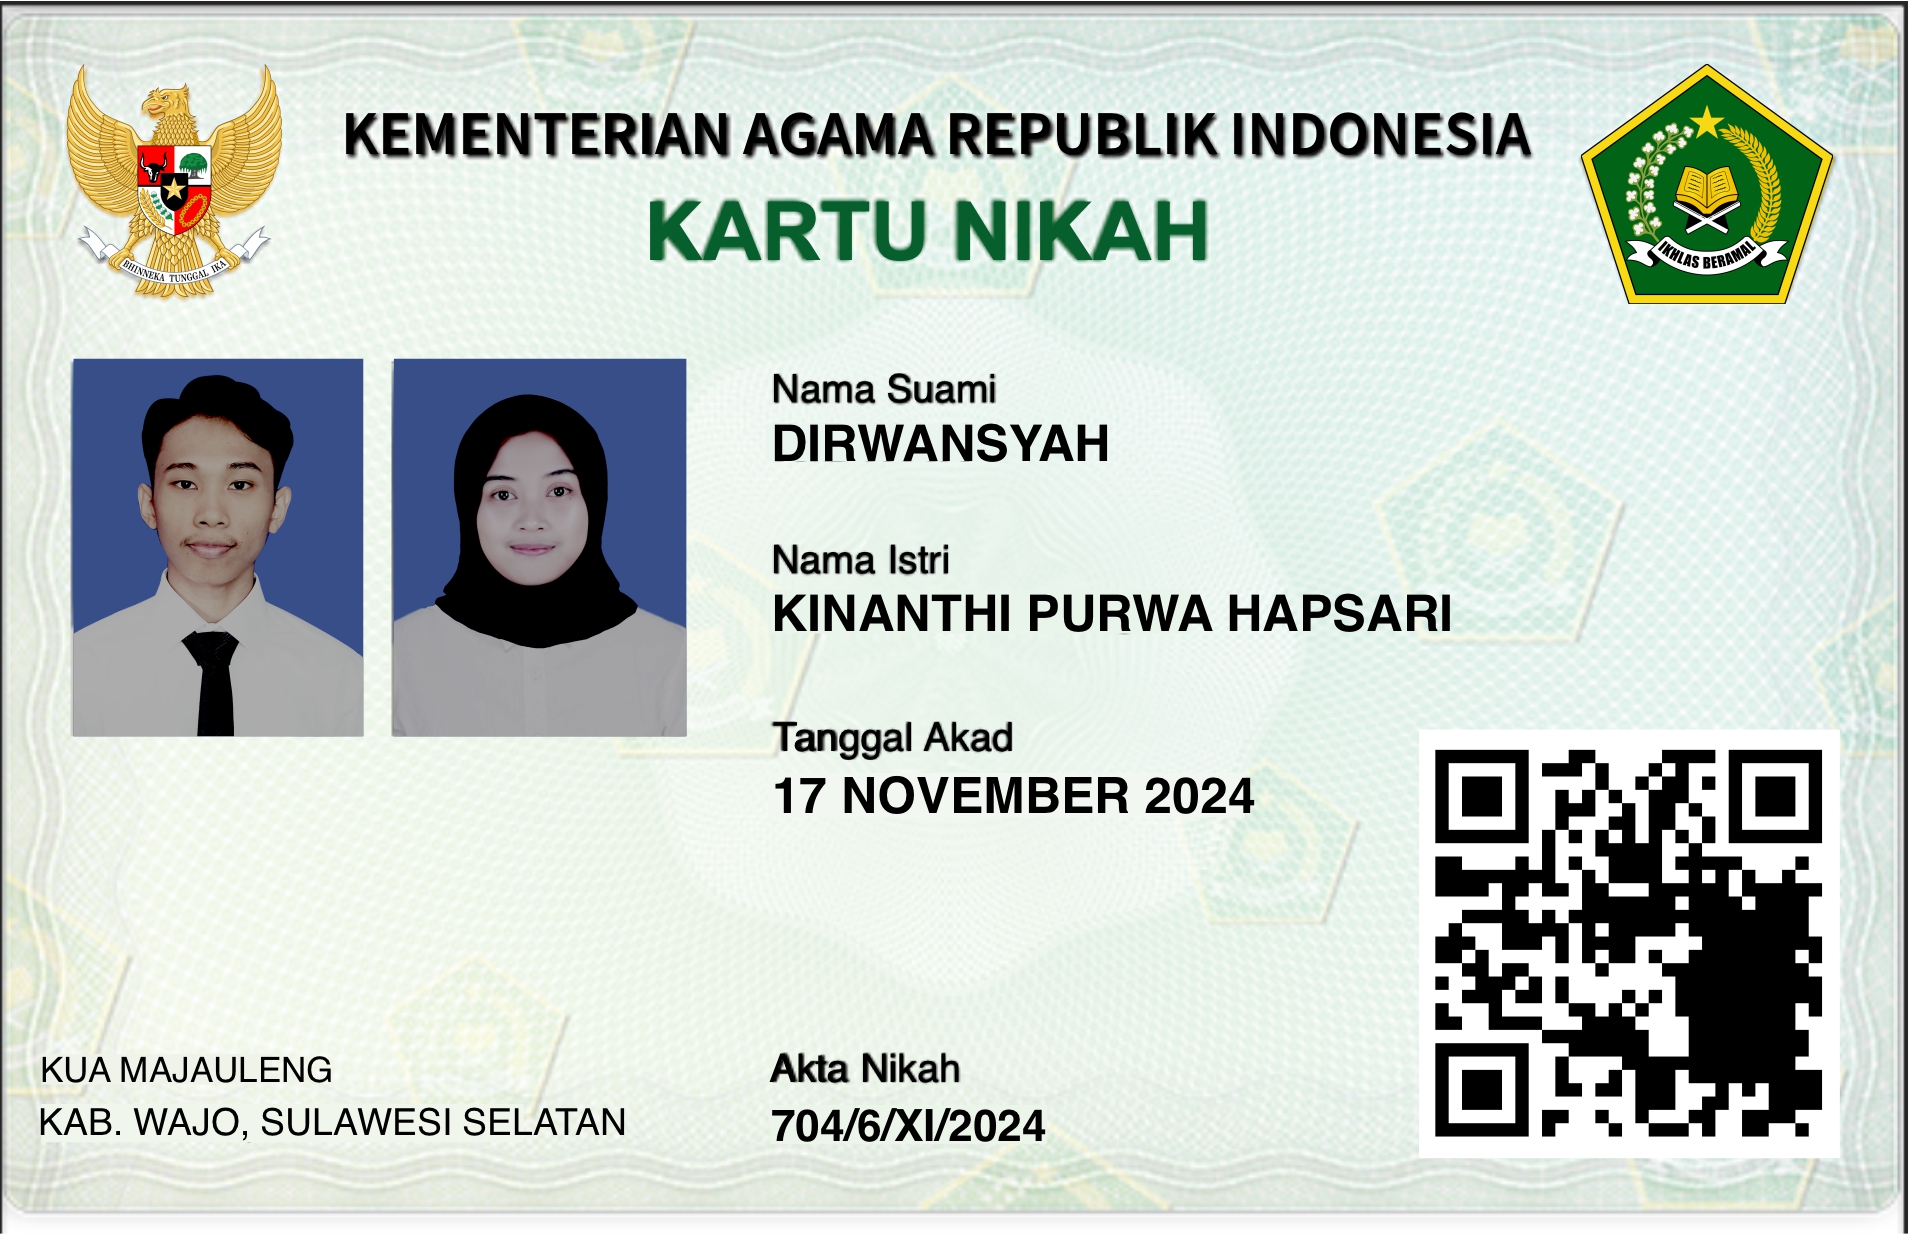 KEMENTERIAN AGAMA REPUBLIK INDONESIA
KARTU NIKAH
BHINNEKA TUNGGAL IKA
IKHLAS BERAMAL
Nama Suami
DIRWANSYAH
Nama Istri
KINANTHI PURWA HAPSARI
Tanggal Akad
17 NOVEMBER 2024
KUA MAJAULENG
KAB. WAJO, SULAWESI SELATAN
Akta Nikah
704/6/XI/2024